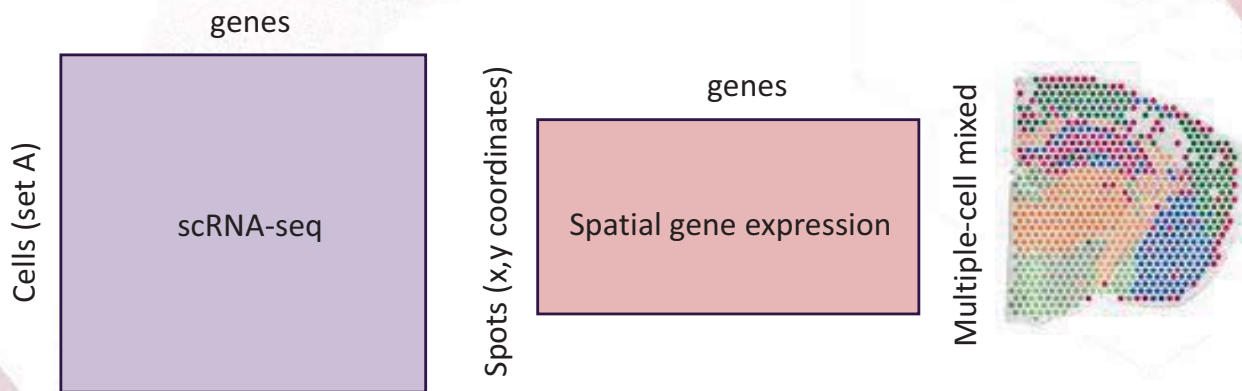 genes
Cells (set A)
scRNA-seq
Spots (x,y coordinates)
genes
Spatial gene expression
Multiple-cell mixed